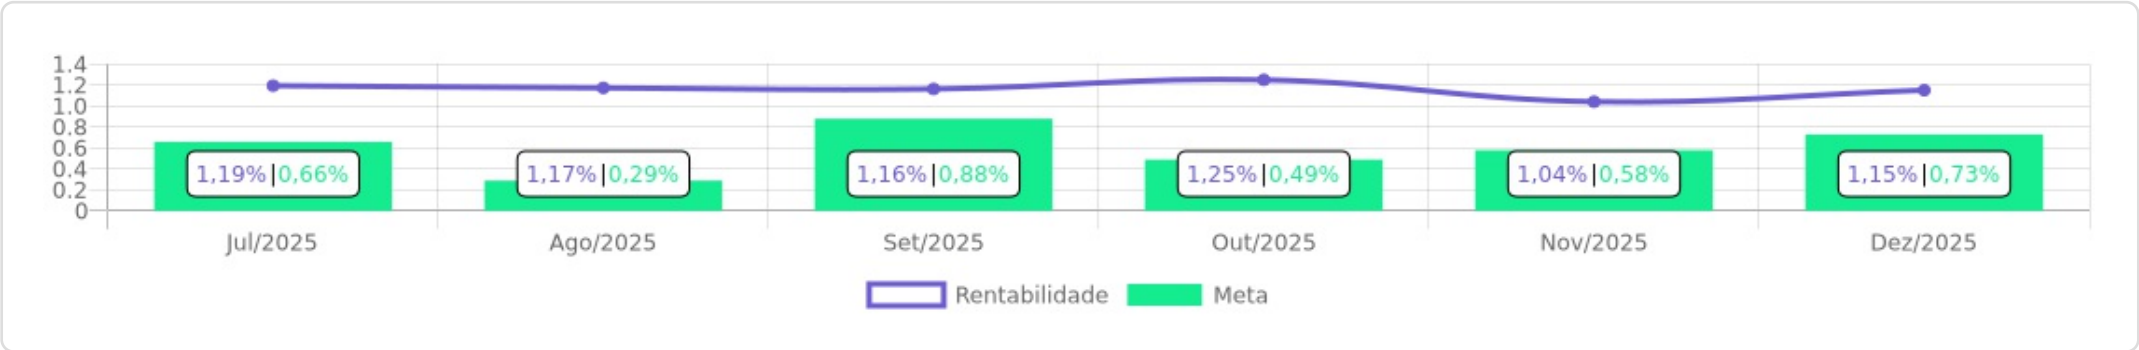 1.4
1.2
1.0
0.8
0.6
0.4
0.2
0
1,19%|0,66%
1,17%|0,29%
1,16%|0,88%
1,25%|0,49%
1,04%|0,58%
1,15%|0,73%
Jul/2025
Ago/2025
Set/2025
Out/2025
Nov/2025
Dez/2025
Rentabilidade
Meta